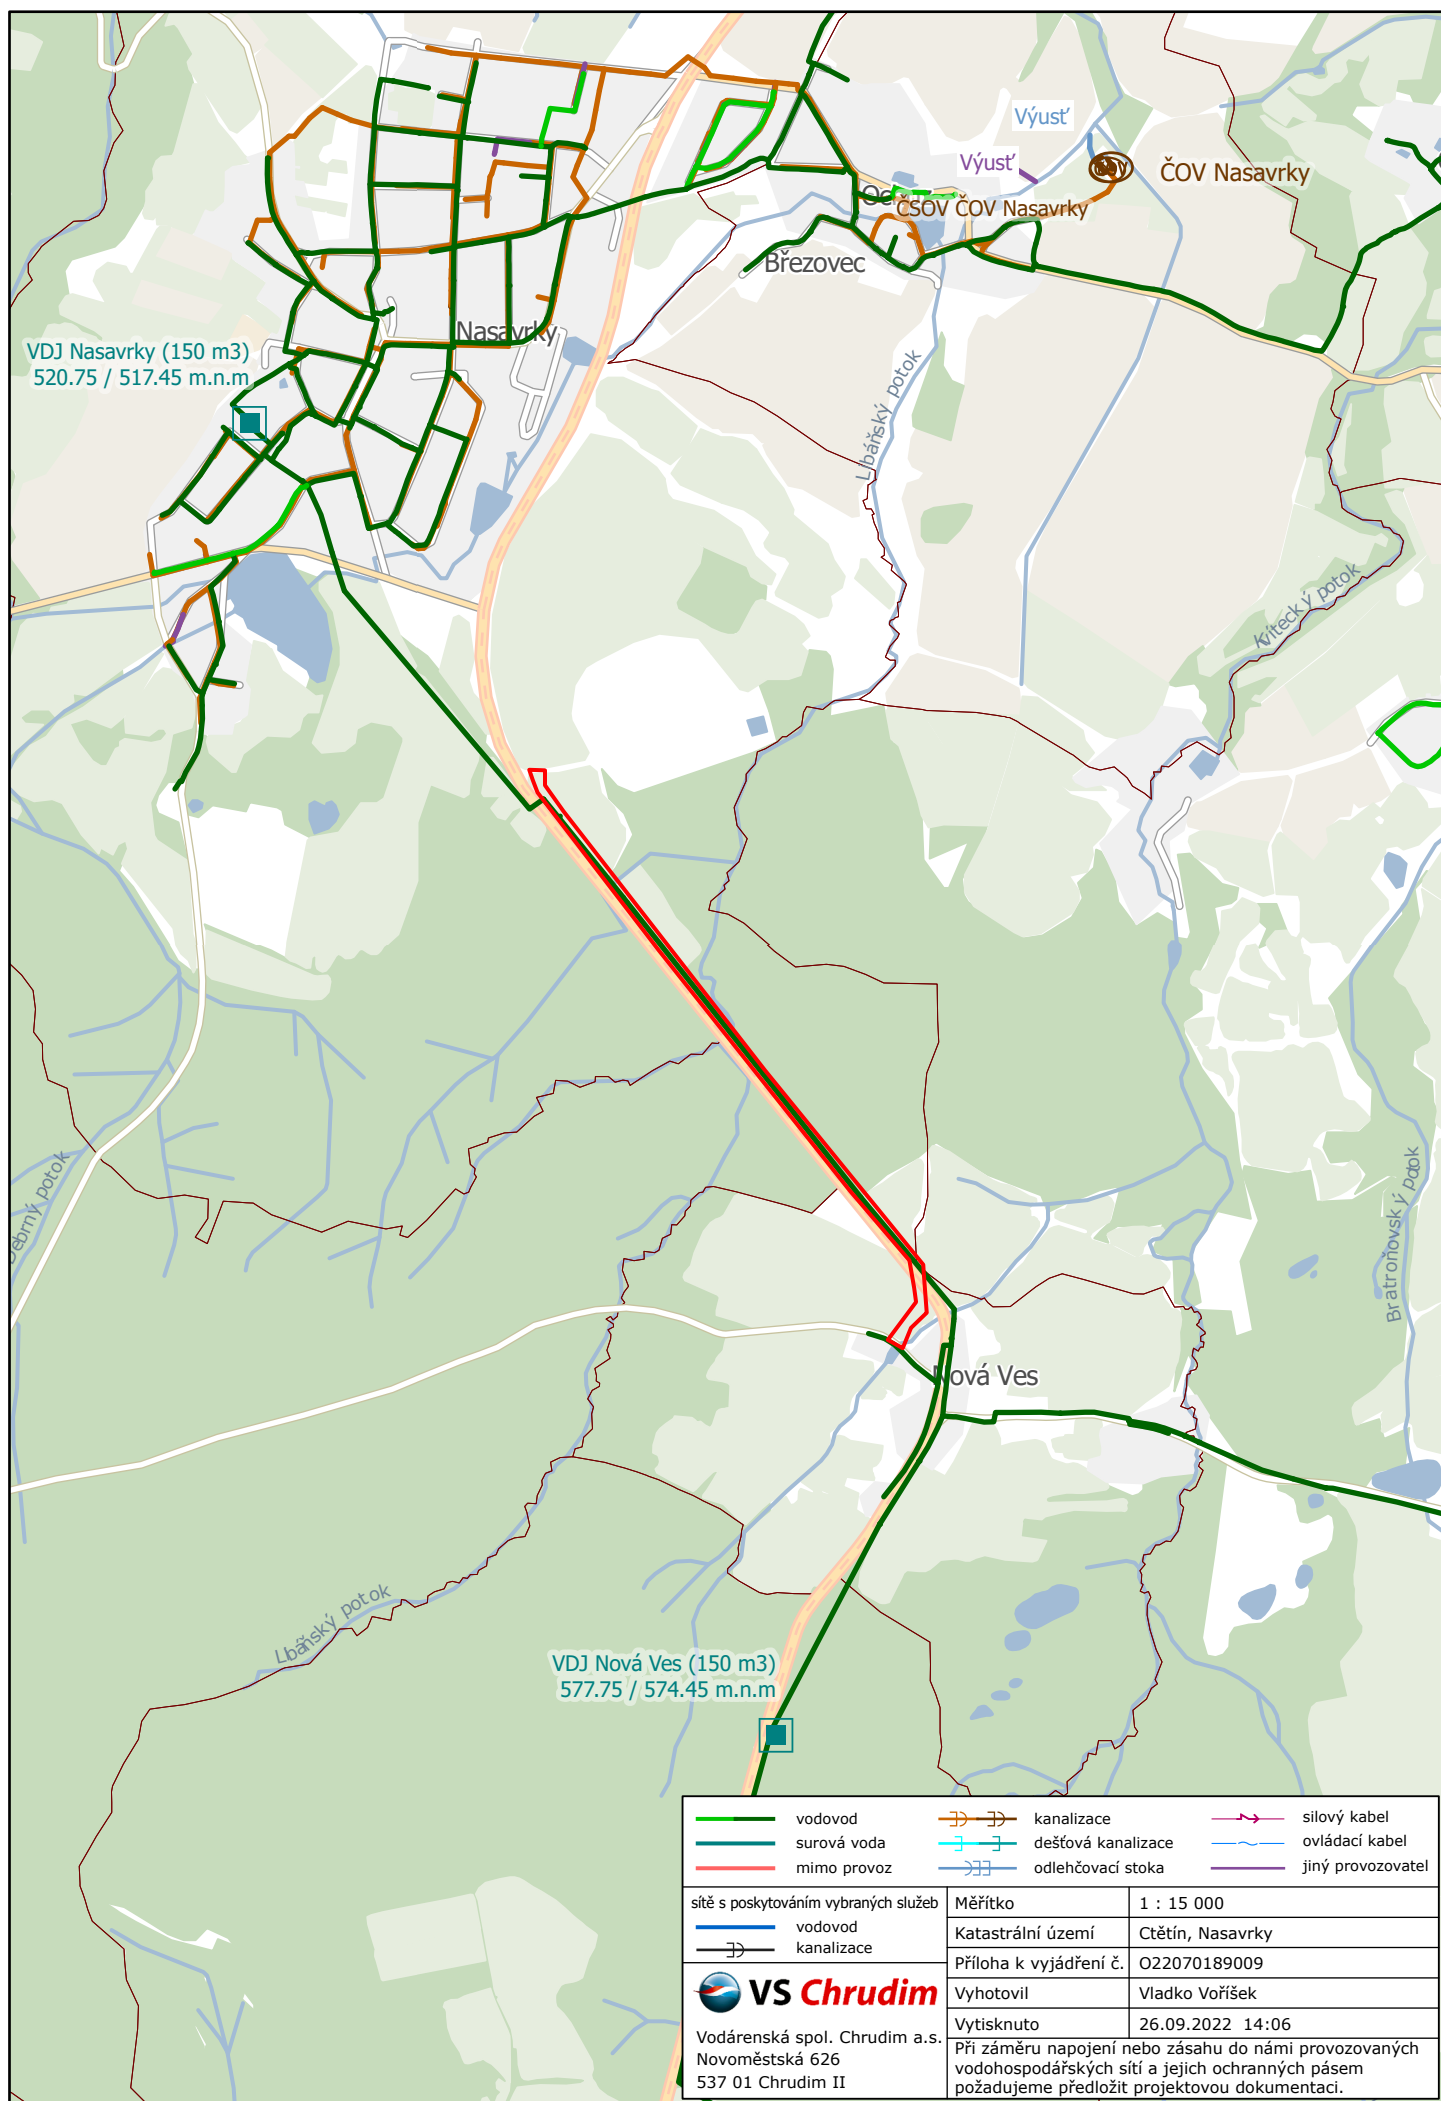 Výusť
Výusť
ČOV Nasavrky
ČSOV ČOV Nasavrky
Březovec
Nasavrky
VDJ Nasavrky (150 m3)
520.75 / 517.45 m.n.m
Libáňský potok
Kvítecký potok
Debrný potok
Bratroňovský potok
Nová Ves
Libáňský potok
VDJ Nová Ves (150 m3)
577.75 / 574.45 m.n.m
vodovod
surová voda
mimo provoz
kanalizace
dešťová kanalizace
odlehčovací stoka
silový kabel
ovládací kabel
jiný provozovatel
sítě s poskytováním vybraných služeb
vodovod
kanalizace
VS Chrudim
Vodárenská spol. Chrudim a.s.
Novoměstská 626
537 01 Chrudim II
Měřítko 1 : 15 000
Katastrální území Ctětín, Nasavrky
Příloha k vyjádření č. O22070189009
Vyhotovil Vladko Voříšek
Vytisknuto 26.09.2022 14:06
Při záměru napojení nebo zásahu do námi provozovaných
vodohospodářských sítí a jejich ochranných pásem
požadujeme předložit projektovou dokumentaci.